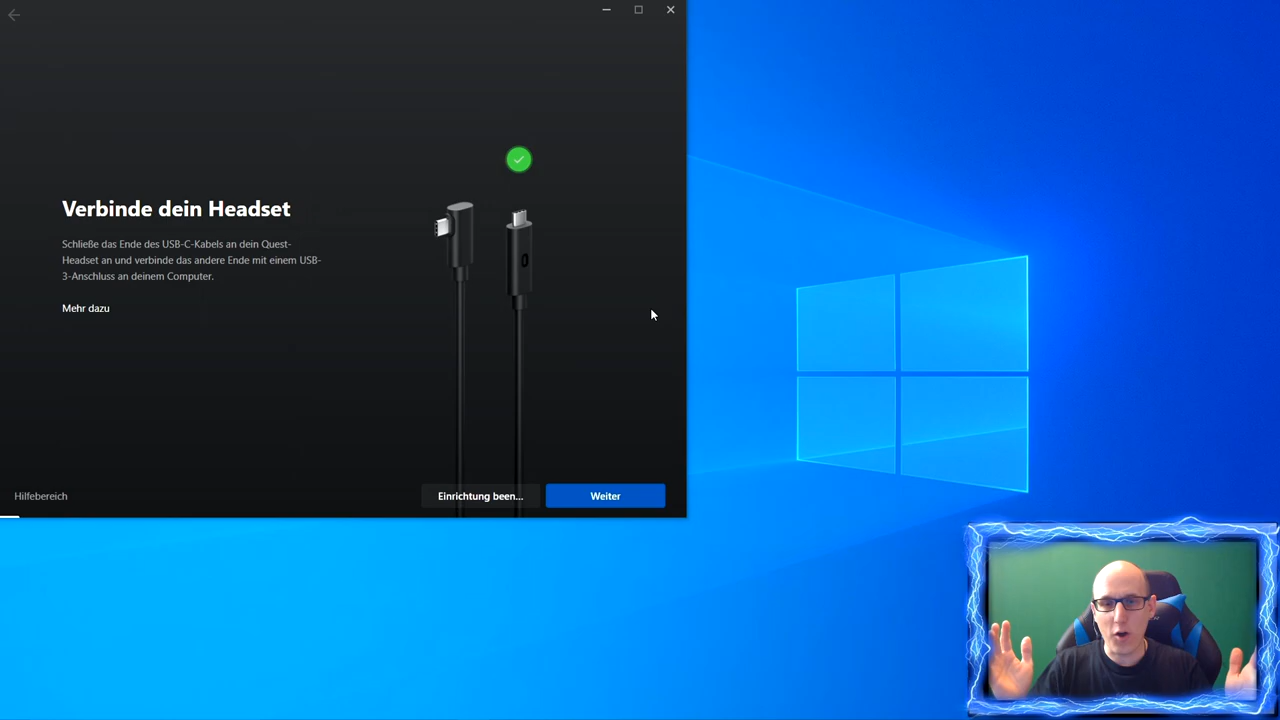 Verbinde dein Headset
Schließe das Ende des USB-C-Kabels an dein Quest-
Headset an und verbinde das andere Ende mit einem USB-
3-Anschluss an deinem Computer.
Mehr dazu
Hilfebereich
Einrichtung been...
Weiter